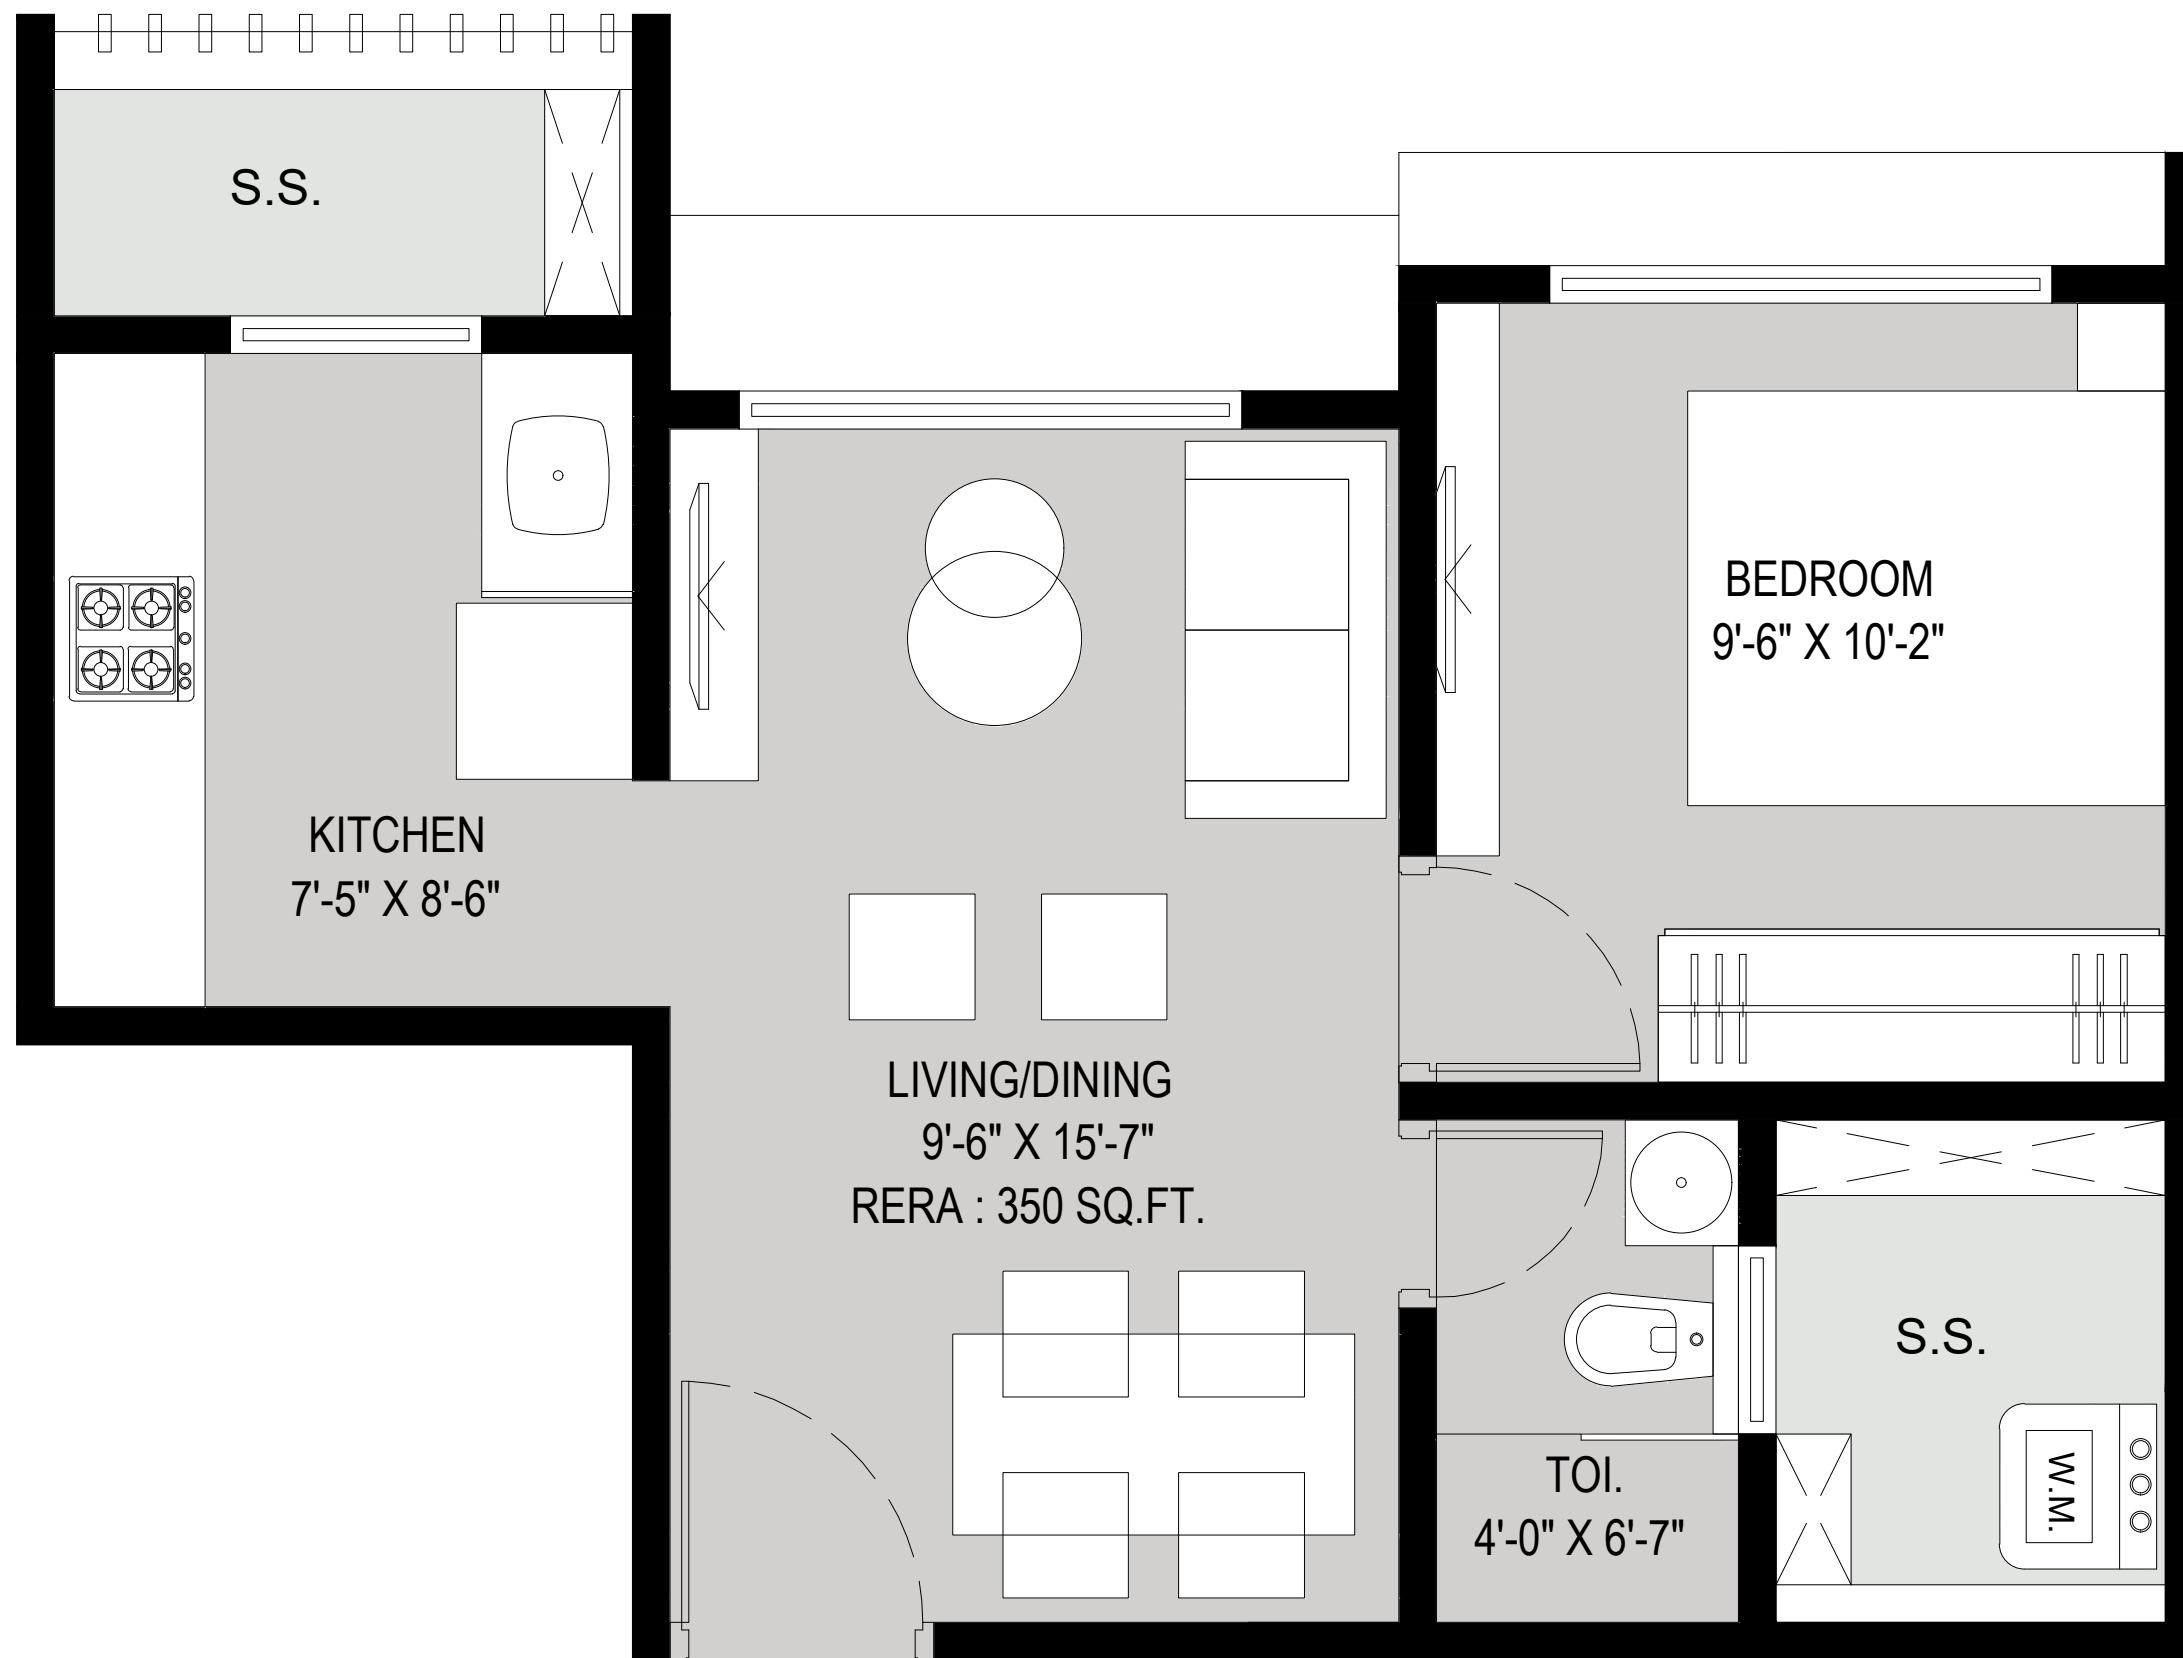 S.S.
BEDROOM
9'-6" X 10'-2"
KITCHEN
7'-5" X 8'-6"
LIVING/DINING
9'-6" X 15'-7"
RERA : 350 SQ.FT.
S.S.
W.M.
TOI.
4'-0" X 6'-7"